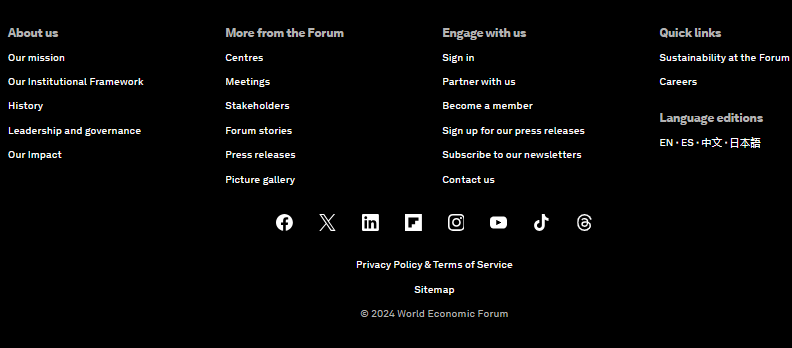 About us
Our mission
Our Institutional Framework
History
Leadership and governance
Our Impact
More from the Forum
Centres
Meetings
Stakeholders
Forum stories
Press releases
Picture gallery
Engage with us
Sign in
Partner with us
Become a member
Sign up for our press releases
Subscribe to our newsletters
Contact us
Quick links
Sustainability at the Forum
Careers
Language editions
EN • ES • 中文 • 日本語
Privacy Policy & Terms of Service
Sitemap
© 2024 World Economic Forum